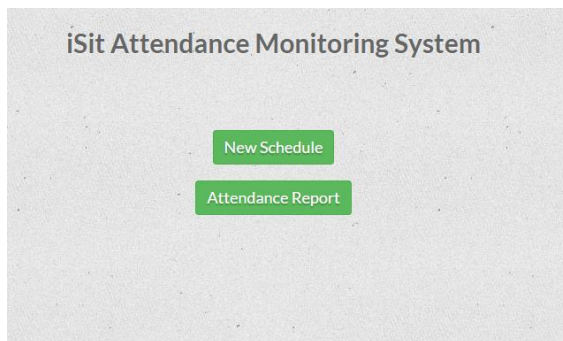 iSit Attendance Monitoring System
New Schedule
Attendance Report